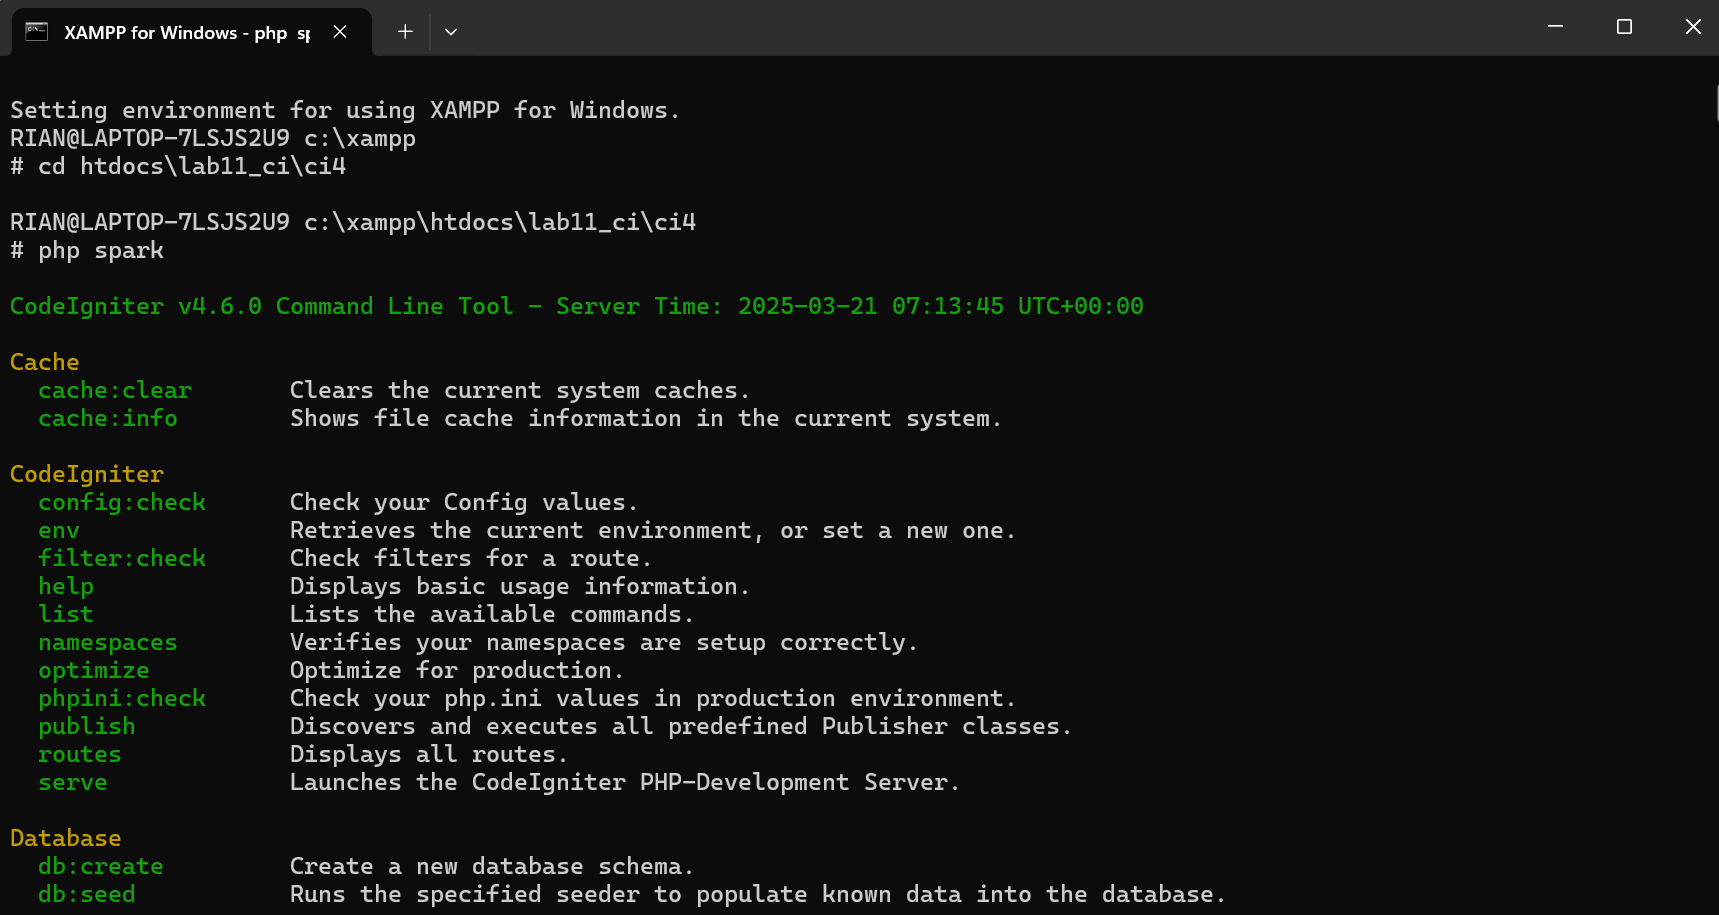 XAMPP for Windows - php sp
Setting environment for using XAMPP for Windows.
RIAN@LAPTOP-7LSJS2U9 c:\xampp
# cd htdocs\lab11_ci\ci4
RIAN@LAPTOP-7LSJS2U9 c:\xampp\htdocs\lab11_ci\ci4
# php spark
CodeIgniter v4.6.0 Command Line Tool - Server Time: 2025-03-21 07:13:45 UTC+00:00
Cache
cache:clear Clears the current system caches.
cache:info Shows file cache information in the current system.
CodeIgniter
config:check Check your Config values.
env Retrieves the current environment, or set a new one.
filter:check Check filters for a route.
help Displays basic usage information.
list Lists the available commands.
namespaces Verifies your namespaces are setup correctly.
optimize Optimize for production.
phpini:check Check your php.ini values in production environment.
publish Discovers and executes all predefined Publisher classes.
routes Displays all routes.
serve Launches the CodeIgniter PHP-Development Server.
Database
db:create Create a new database schema.
db:seed Runs the specified seeder to populate known data into the database.